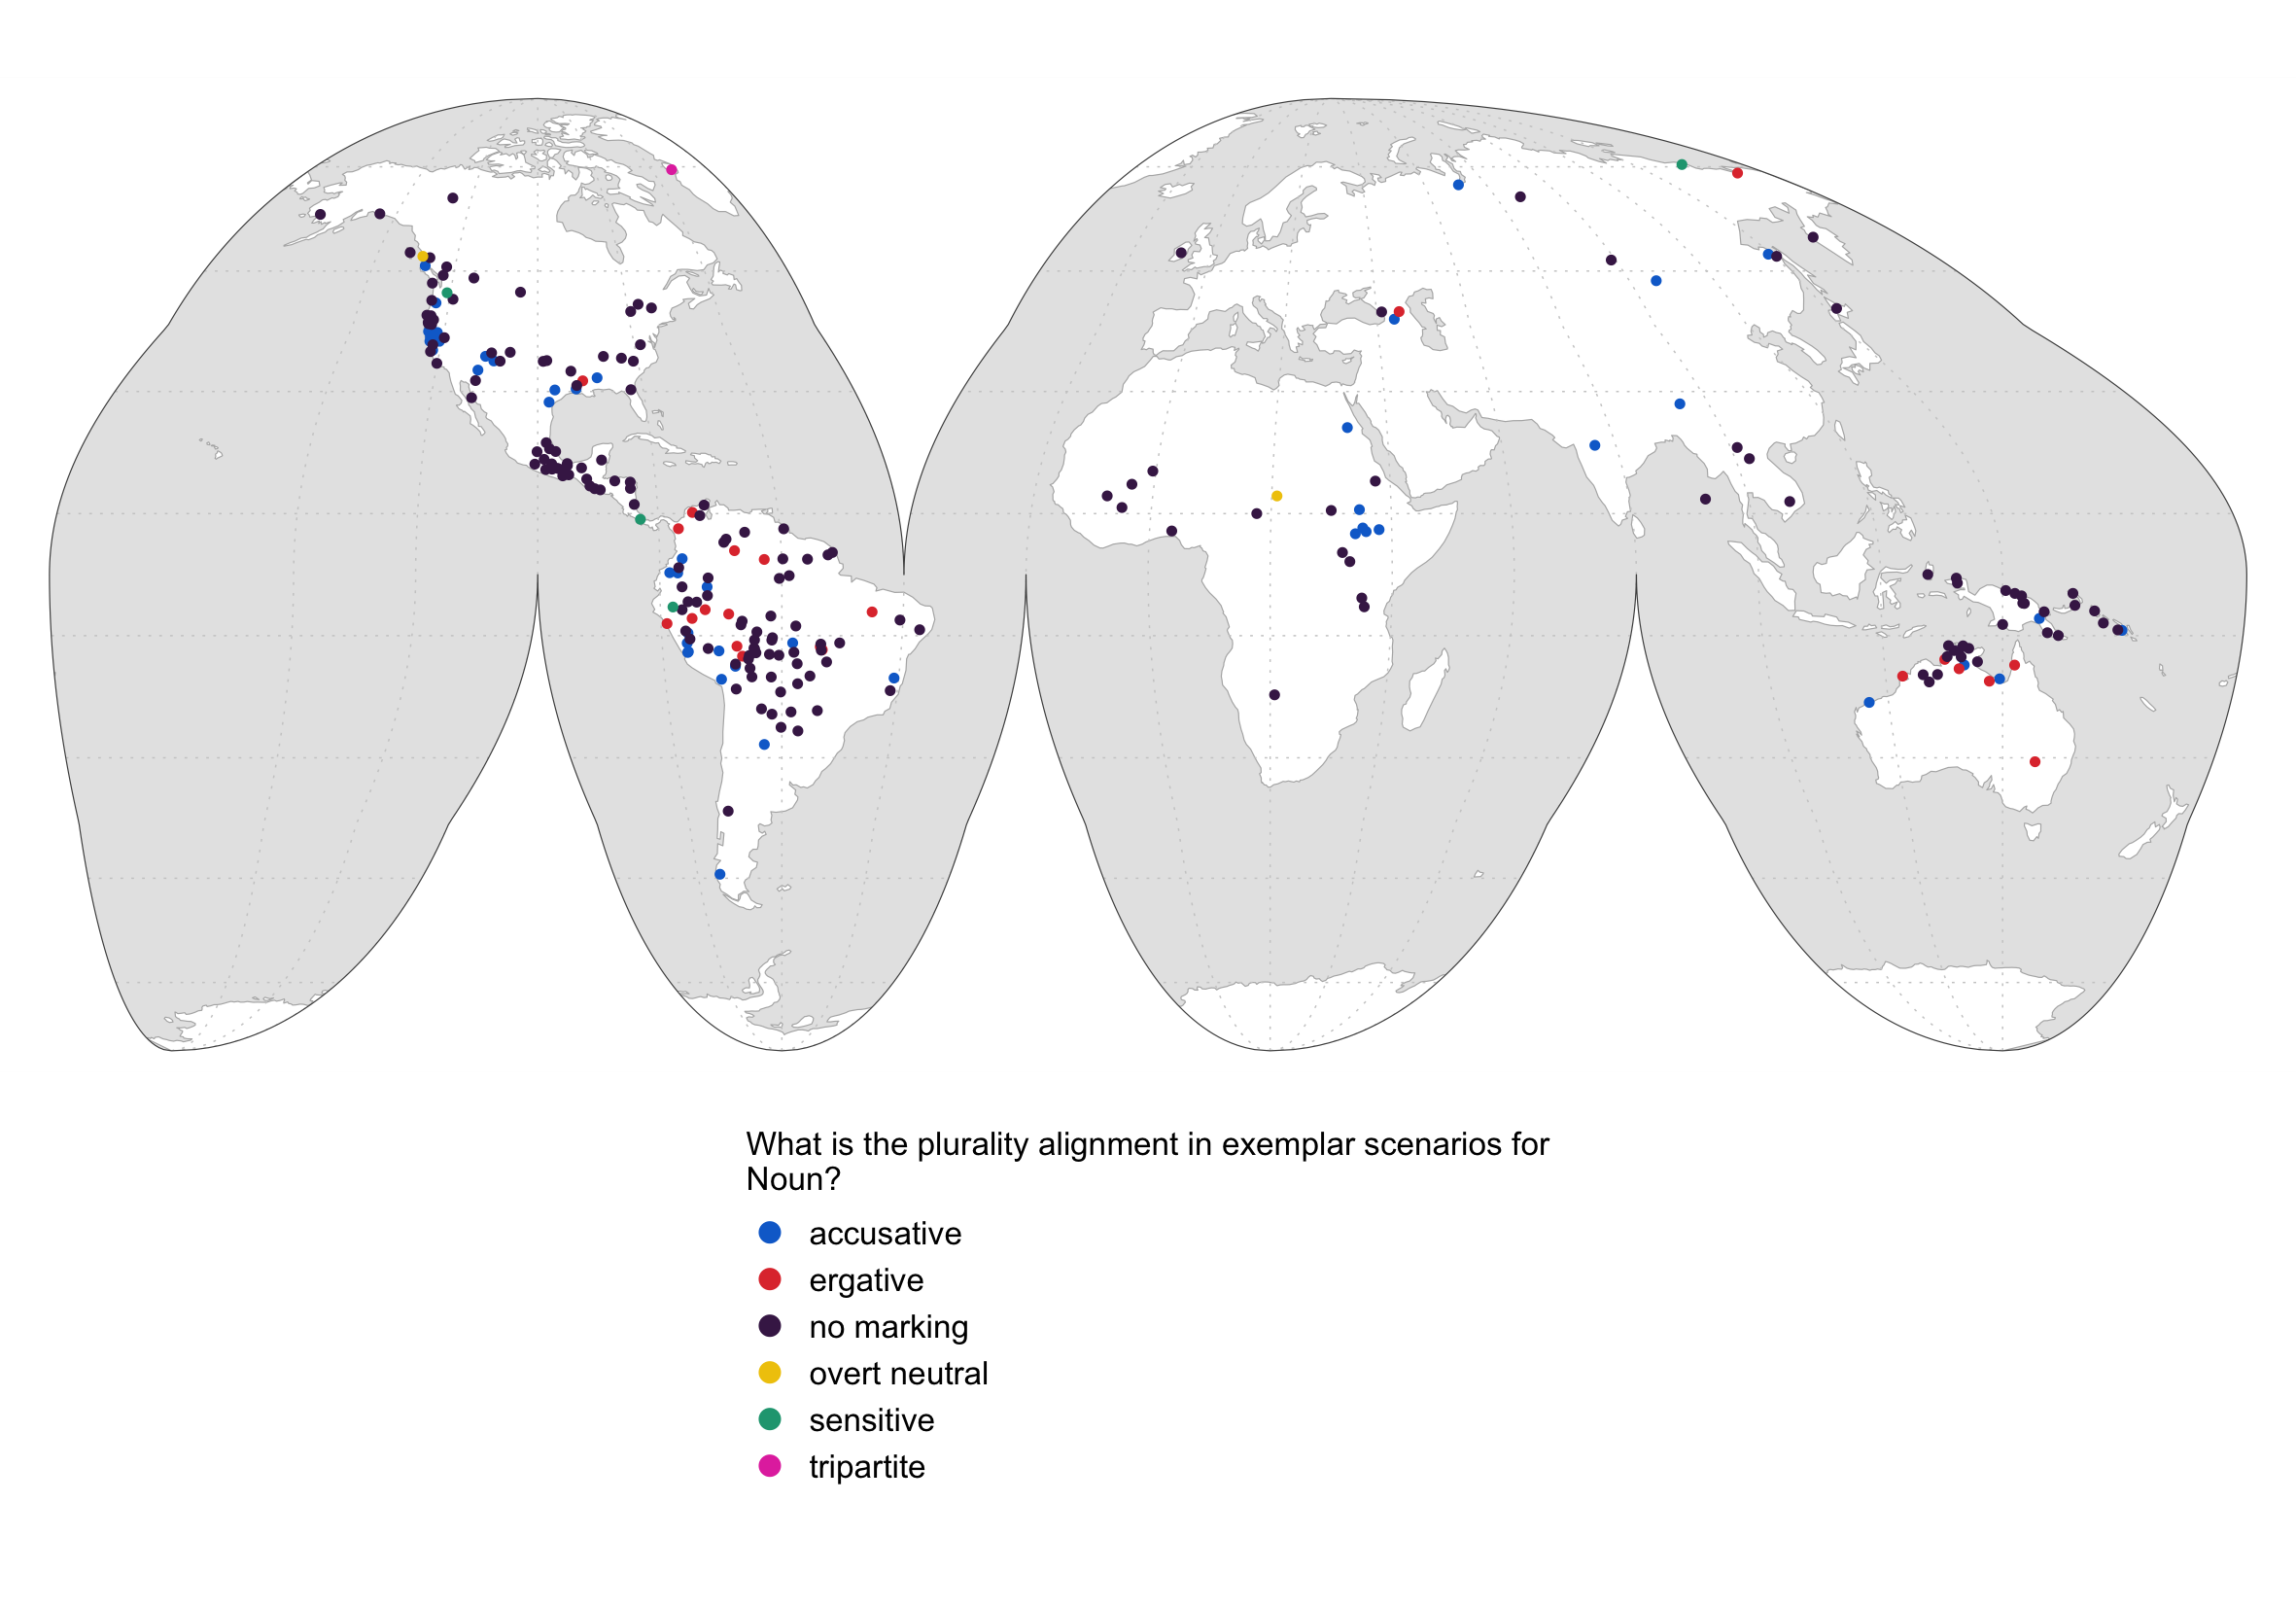 What is the plurality alignment in exemplar scenarios for
Noun?
accusative
ergative
no marking
overt neutral
sensitive
tripartite